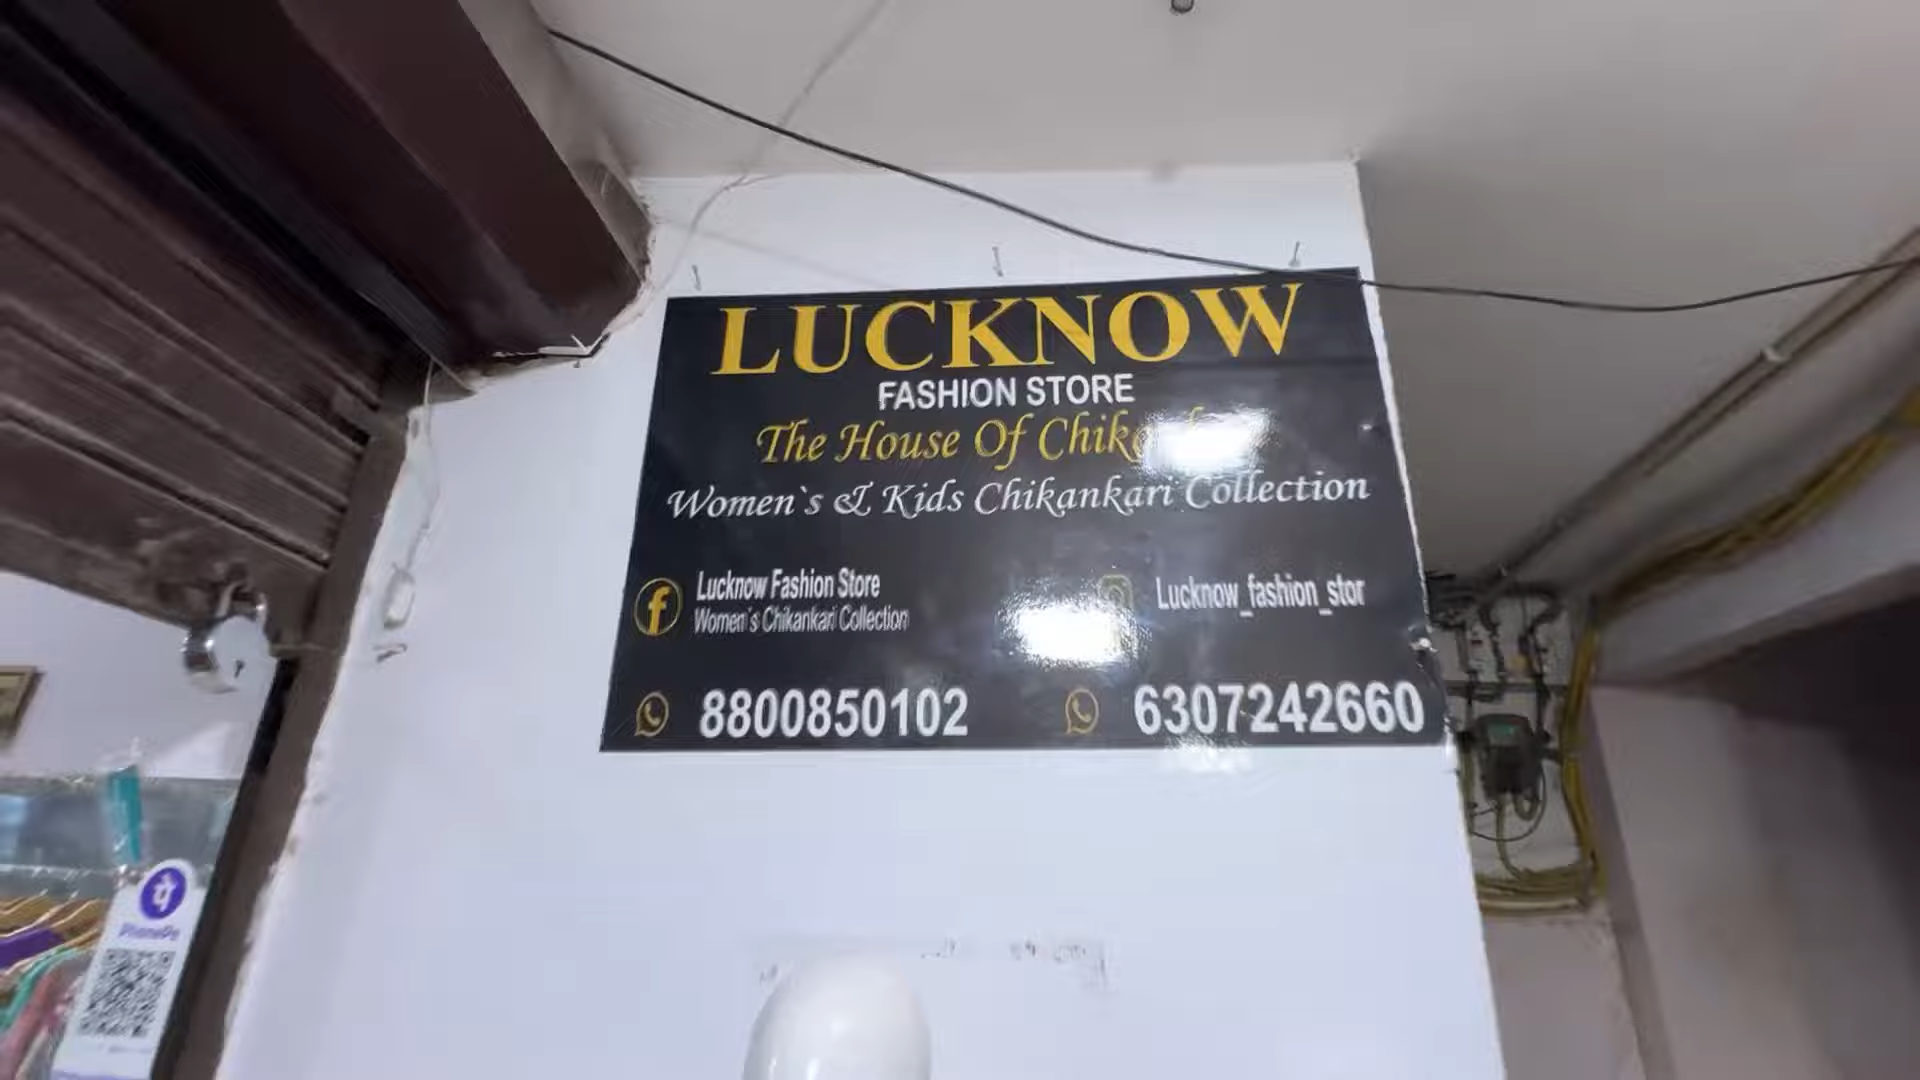 LUCKNOW
FASHION STORE
The House Of
Women`s & Kids Chikankari Collection
Lucknow Fashion Store
Women`s Chikankari Collection
Lucknow_fashion_stor
8800850102
6307242660
PhonePe